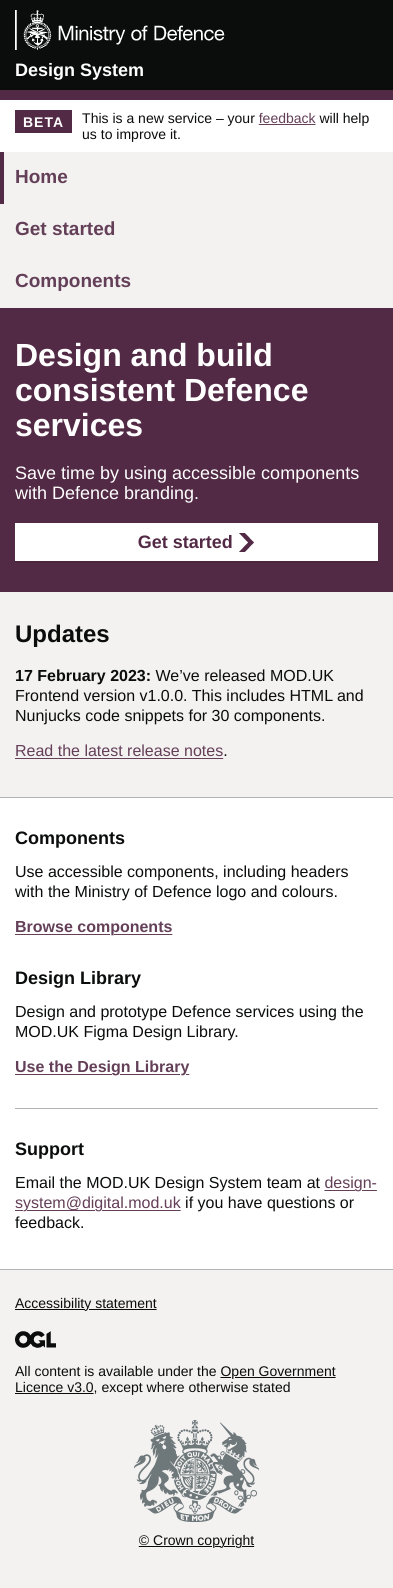 Ministry of Defence
Design System
BETA
This is a new service – your feedback will help
us to improve it.
Home
Get started
Components
Design and build
consistent Defence
services
Save time by using accessible components
with Defence branding.
Get started
Updates
17 February 2023: We’ve released MOD.UK
Frontend version v1.0.0. This includes HTML and
Nunjucks code snippets for 30 components.
Read the latest release notes.
Components
Use accessible components, including headers
with the Ministry of Defence logo and colours.
Browse components
Design Library
Design and prototype Defence services using the
MOD.UK Figma Design Library.
Use the Design Library
Support
Email the MOD.UK Design System team at design-
system@digital.mod.uk if you have questions or
feedback.
Accessibility statement
OGL
All content is available under the Open Government
Licence v3.0, except where otherwise stated
DIEU ET MON DROIT
© Crown copyright